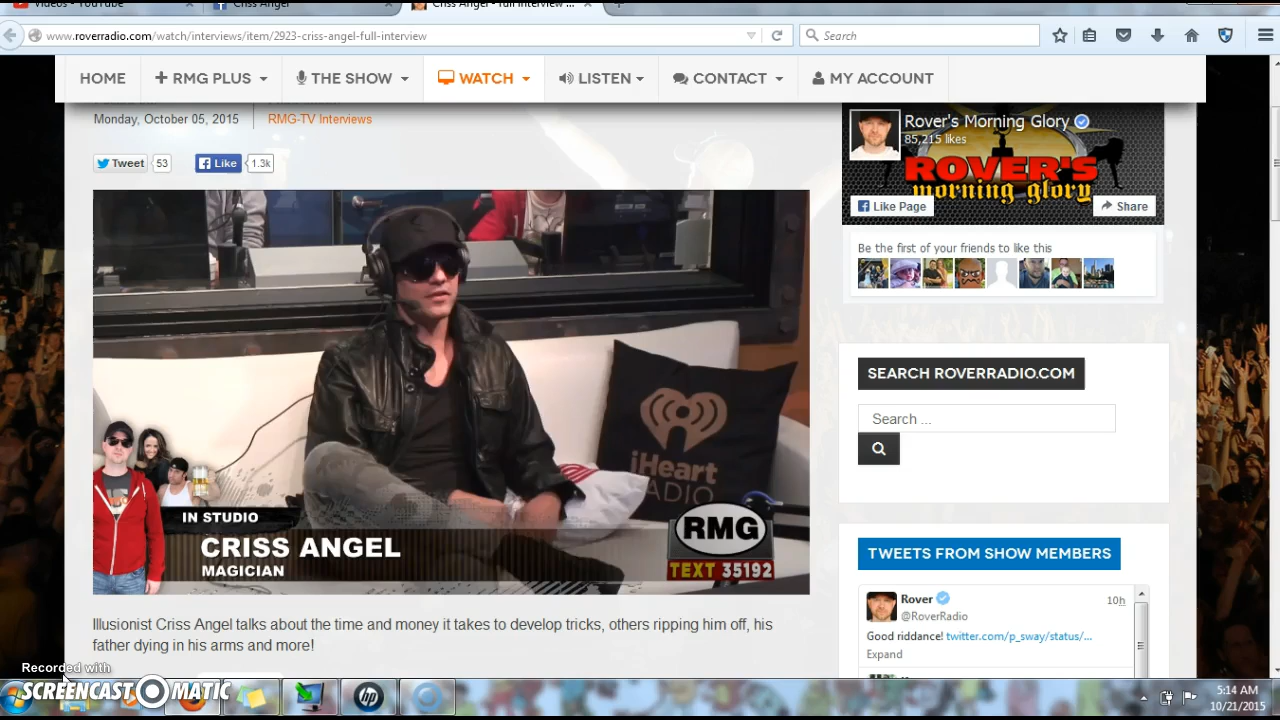 Videos - YouTube
Criss Angel
Criss Angel - full interview ...
www.roverradio.com/watch/interviews/item/2923-criss-angel-full-interview
Search
HOME
RMG PLUS
THE SHOW
WATCH
LISTEN
CONTACT
MY ACCOUNT
Monday, October 05, 2015
RMG-TV Interviews
Tweet 53
Like 1.3k
Rover's Morning Glory
85,215 likes
ROVER'S
morning glory
Like Page
Share
Be the first of your friends to like this
iHeart
RADIO
IN STUDIO
CRISS ANGEL
MAGICIAN
RMG
TEXT 35192
Illusionist Criss Angel talks about the time and money it takes to develop tricks, others ripping him off, his
father dying in his arms and more!
SEARCH ROVERRADIO.COM
Search ...
TWEETS FROM SHOW MEMBERS
Rover 10h
@RoverRadio
Good riddance! twitter.com/p_sway/status/...
Expand
Recorded with
SCREENCAST O MATIC
hp
5:14 AM
10/21/2015